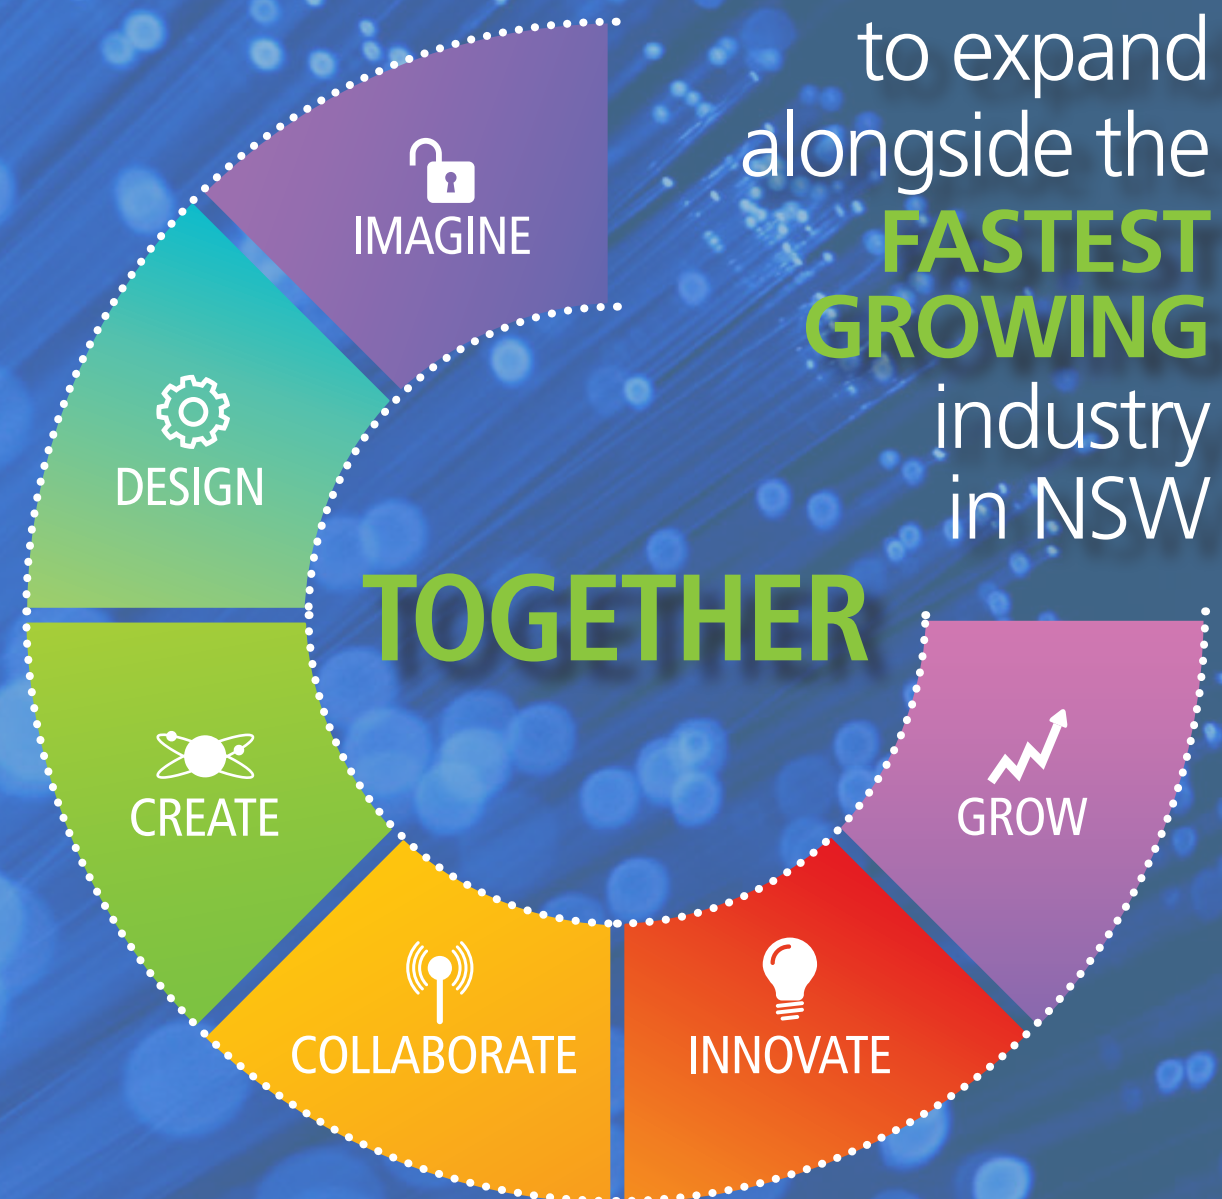 to expand
alongside the
FASTEST
GROWING
industry
in NSW
IMAGINE
DESIGN
TOGETHER
CREATE
GROW
COLLABORATE
INNOVATE